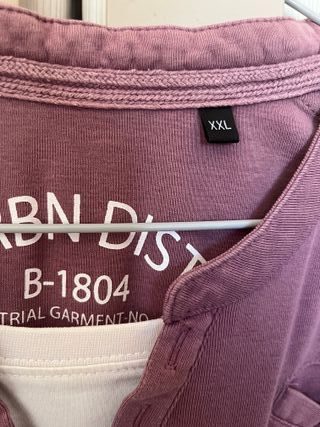 XXL
RBN DIST
B-1804
TRIAL GARMENT-NO